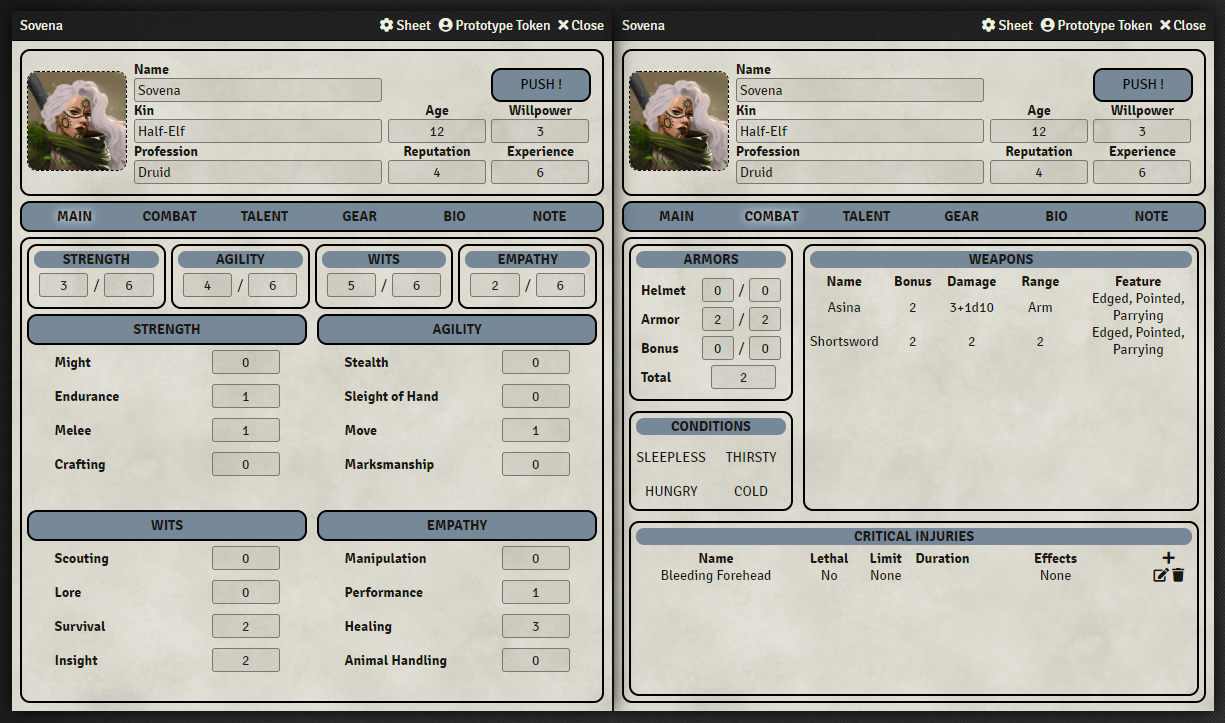 Sovena Sheet Prototype Token Close
Name
Sovena
PUSH !
Kin Age Willpower
Half-Elf 12 3
Profession Reputation Experience
Druid 4 6
MAIN COMBAT TALENT GEAR BIO NOTE
STRENGTH AGILITY WITS EMPATHY
3 / 6 4 / 6 5 / 6 2 / 6
STRENGTH AGILITY
Might 0 Stealth 0
Endurance 1 Sleight of Hand 0
Melee 1 Move 1
Crafting 0 Marksmanship 0
WITS EMPATHY
Scouting 0 Manipulation 0
Lore 0 Performance 1
Survival 2 Healing 3
Insight 2 Animal Handling 0
Sovena Sheet Prototype Token Close
Name
Sovena
PUSH !
Kin Age Willpower
Half-Elf 12 3
Profession Reputation Experience
Druid 4 6
MAIN COMBAT TALENT GEAR BIO NOTE
ARMORS
Helmet 0 / 0
Armor 2 / 2
Bonus 0 / 0
Total 2
CONDITIONS
SLEEPLESS THIRSTY
HUNGRY COLD
WEAPONS
Name Bonus Damage Range Feature
Asina 2 3+1d10 Arm Edged, Pointed,
Parrying
Shortsword 2 2 2 Edged, Pointed,
Parrying
CRITICAL INJURIES
Name Lethal Limit Duration Effects
Bleeding Forehead No None None